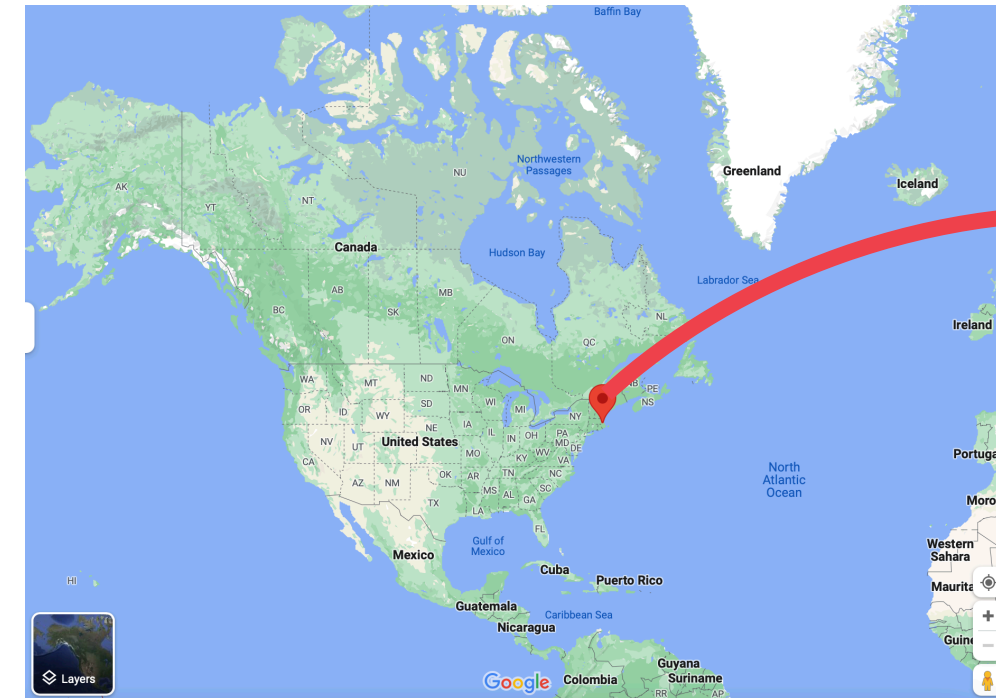 Baffin Bay
Greenland
Iceland
Northwestern
Passages
NU
AK
YT
NT
Canada
Hudson Bay
Labrador Sea
AB
MB
BC
SK
NL
Ireland
ON
QC
WA
MT
ND
MN
NB
PE
NS
OR
ID
WY
SD
WI
MI
NY
NV
UT
United States
NE
IA
IL
IN
OH
PA
MD
DE
CA
MO
KY
WV
VA
Portuga
AZ
NM
OK
AR
TN
NC
North
Atlantic
Ocean
TX
MS
AL
GA
SC
LA
Moro
FL
Gulf of
Mexico
Mexico
Western
Sahara
HI
Cuba
Puerto Rico
Maurita
Guatemala
Caribbean Sea
Nicaragua
Guine
Layers
Google
Colombia
Guyana
Suriname
RR
AP